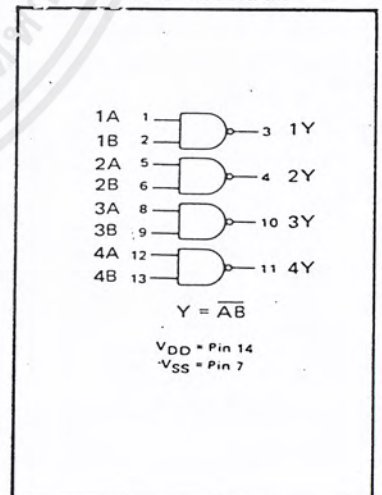 1A 1 3 1Y
1B 2
2A 5 4 2Y
2B 6
3A 8 10 3Y
3B 9
4A 12 11 4Y
4B 13
Y = A̅B̅
VDD = Pin 14
VSS = Pin 7